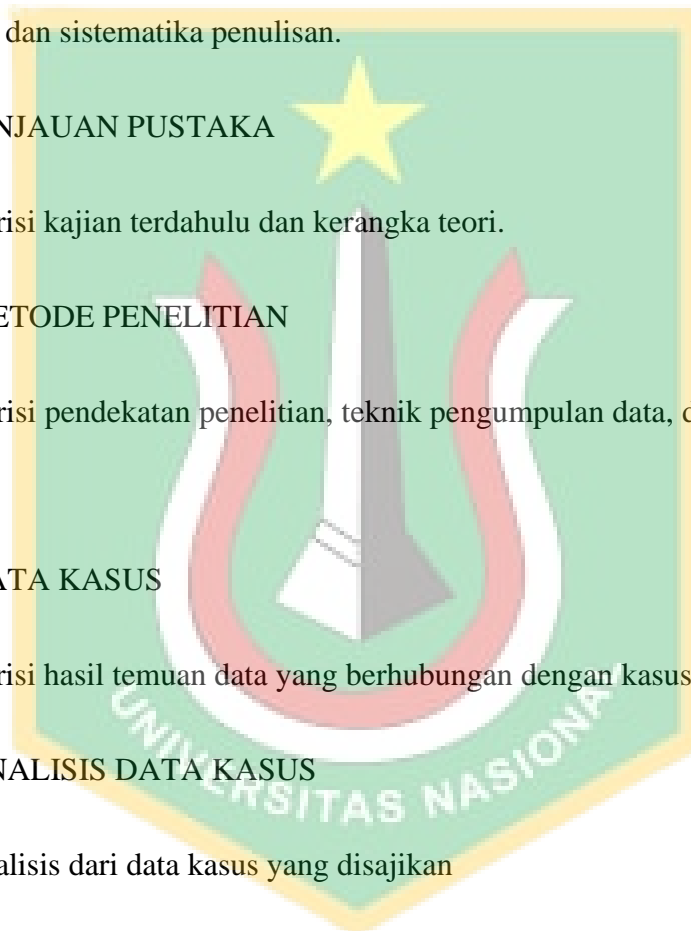 dan sistematika penulisan.
NJAUAN PUSTAKA
risi kajian terdahulu dan kerangka teori.
ETODE PENELITIAN
risi pendekatan penelitian, teknik pengumpulan data, d
ATA KASUS
risi hasil temuan data yang berhubungan dengan kasus
NALISIS DATA KASUS
alisis dari data kasus yang disajikan
UNIVERSITAS NASIONAL